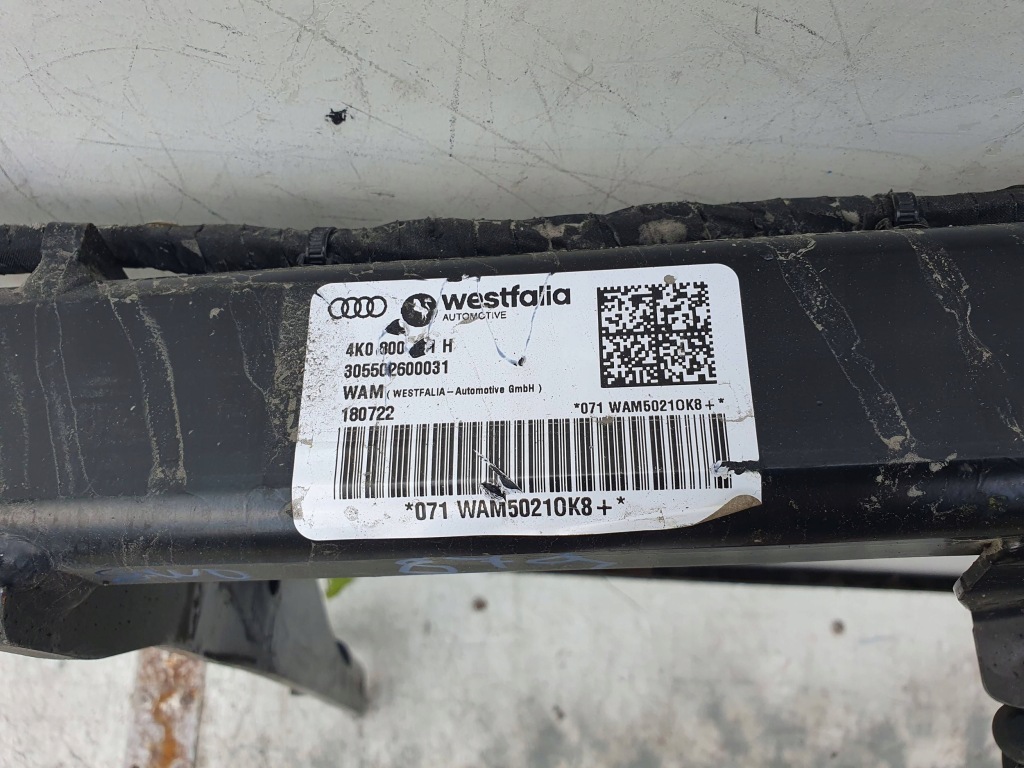 westfalia
AUTOMOTIVE
4K0 800 H
305502600031
WAM (WESTFALIA-Automotive GmbH)
180722
*071 WAM50210K8+*
*071 WAM50210K8+*